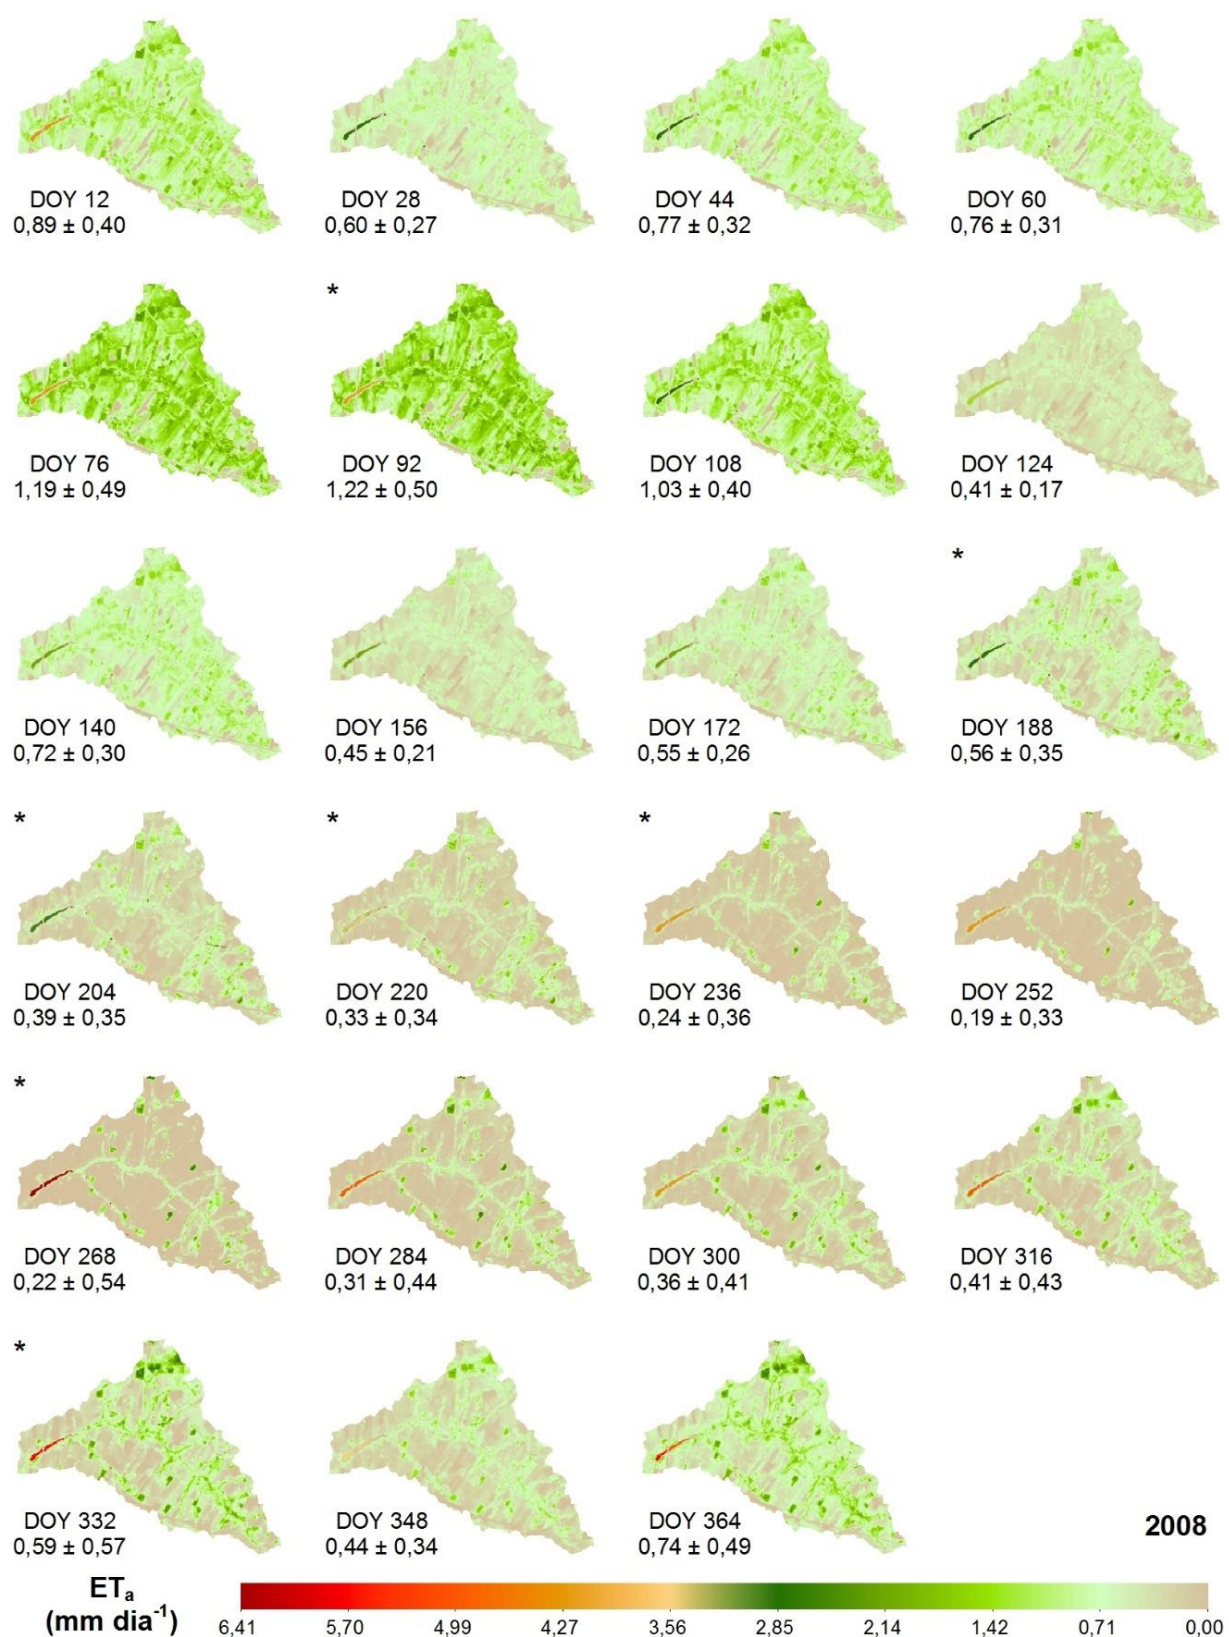 DOY 12 DOY 28 DOY 44 DOY 60
0,89 ± 0,40 0,60 ± 0,27 0,77 ± 0,32 0,76 ± 0,31
*
DOY 76 DOY 92 DOY 108 DOY 124
1,19 ± 0,49 1,22 ± 0,50 1,03 ± 0,40 0,41 ± 0,17
*
DOY 140 DOY 156 DOY 172 DOY 188
0,72 ± 0,30 0,45 ± 0,21 0,55 ± 0,26 0,56 ± 0,35
* * *
DOY 204 DOY 220 DOY 236 DOY 252
0,39 ± 0,35 0,33 ± 0,34 0,24 ± 0,36 0,19 ± 0,33
*
DOY 268 DOY 284 DOY 300 DOY 316
0,22 ± 0,54 0,31 ± 0,44 0,36 ± 0,41 0,41 ± 0,43
*
DOY 332 DOY 348 DOY 364 2008
0,59 ± 0,57 0,44 ± 0,34 0,74 ± 0,49
ETₐ
(mm dia⁻¹)
6,41 5,70 4,99 4,27 3,56 2,85 2,14 1,42 0,71 0,00